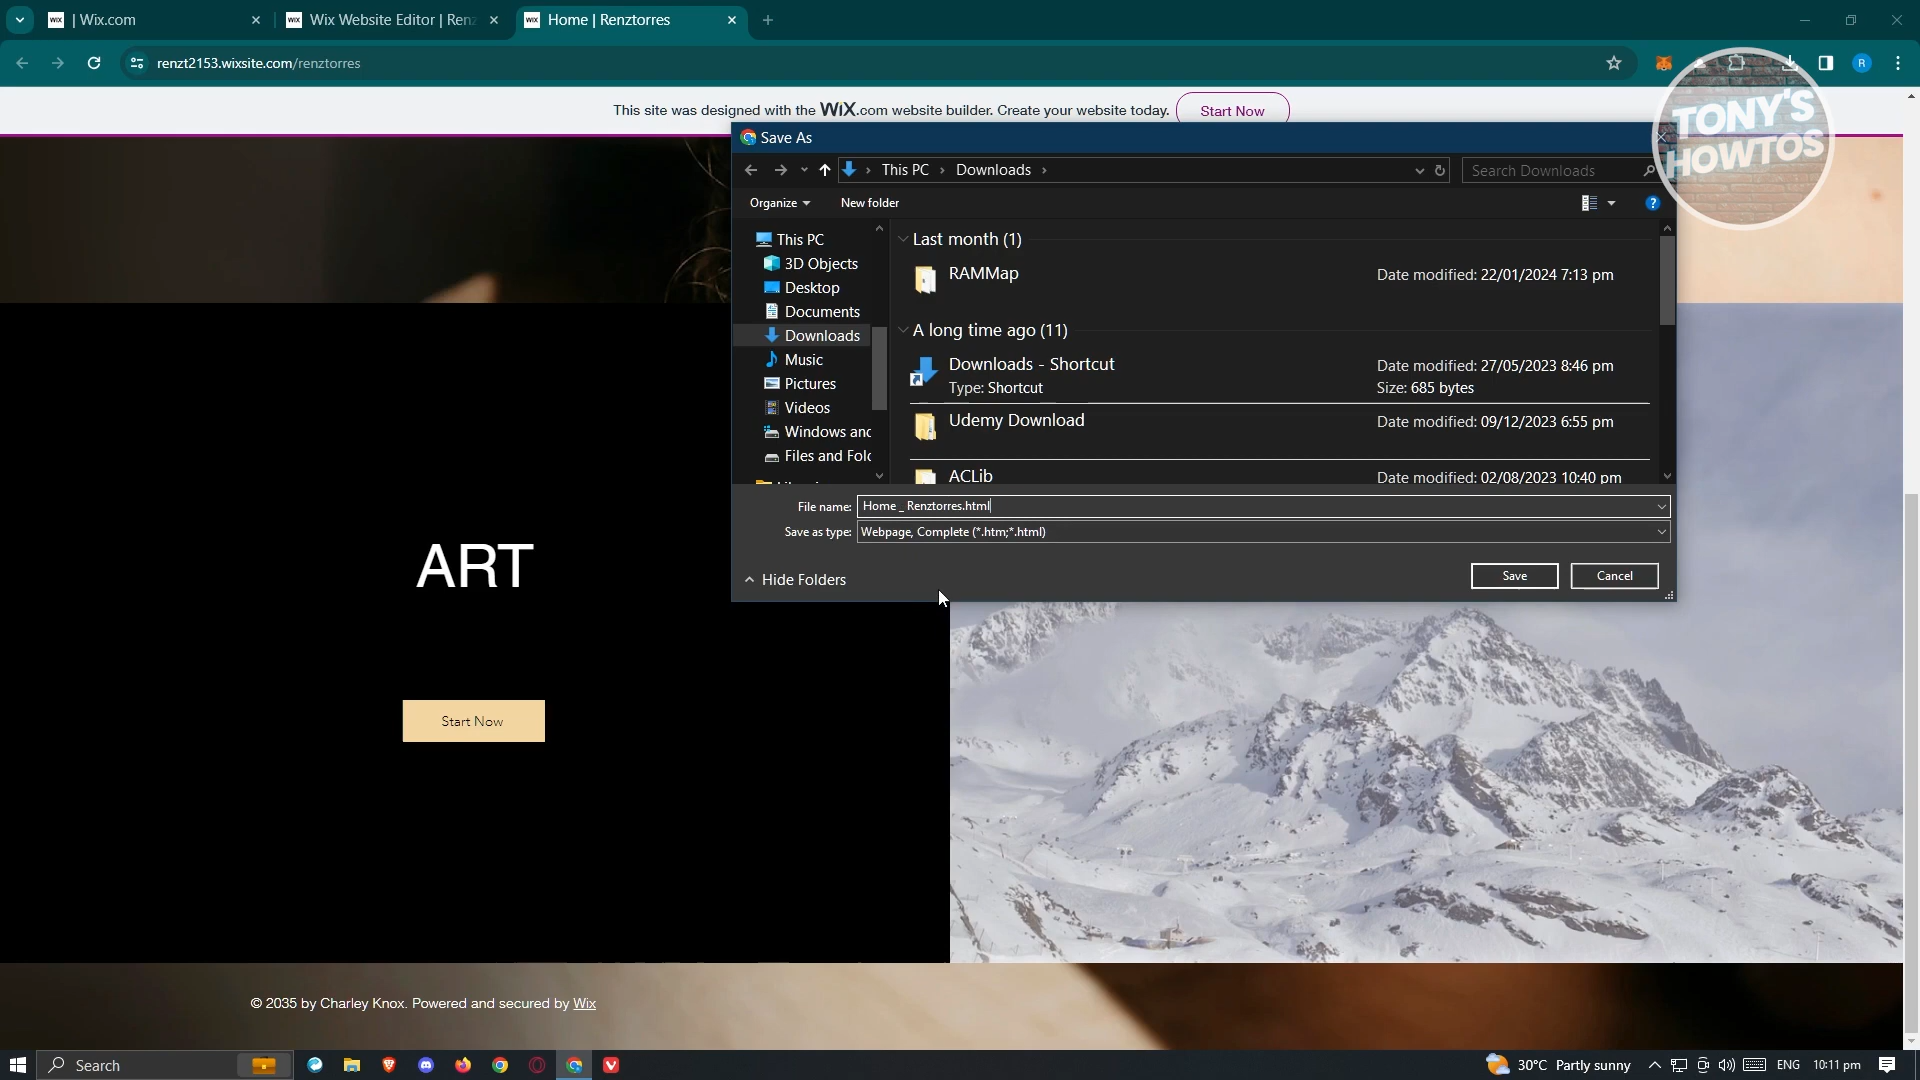 WiX | Wix.com
WiX Wix Website Editor | Renz
WiX Home | Renztorres
renzt2153.wixsite.com/renztorres
R
This site was designed with the WiX.com website builder. Create your website today.
Start Now
TONY'S
HOWTOS
Save As
This PC > Downloads >
Search Downloads
Organize
New folder
?
This PC
3D Objects
Desktop
Documents
Downloads
Music
Pictures
Videos
Windows and
Files and Fold
Last month (1)
RAMMap
Date modified: 22/01/2024 7:13 pm
A long time ago (11)
Downloads - Shortcut
Date modified: 27/05/2023 8:46 pm
Type: Shortcut
Size: 685 bytes
Udemy Download
Date modified: 09/12/2023 6:55 pm
ACLib
Date modified: 02/08/2023 10:40 pm
File name: Home _ Renztorres.html
Save as type: Webpage, Complete (*.htm;*.html)
Hide Folders
Save
Cancel
ART
Start Now
© 2035 by Charley Knox. Powered and secured by Wix
Search
30°C Partly sunny
ENG
10:11 pm